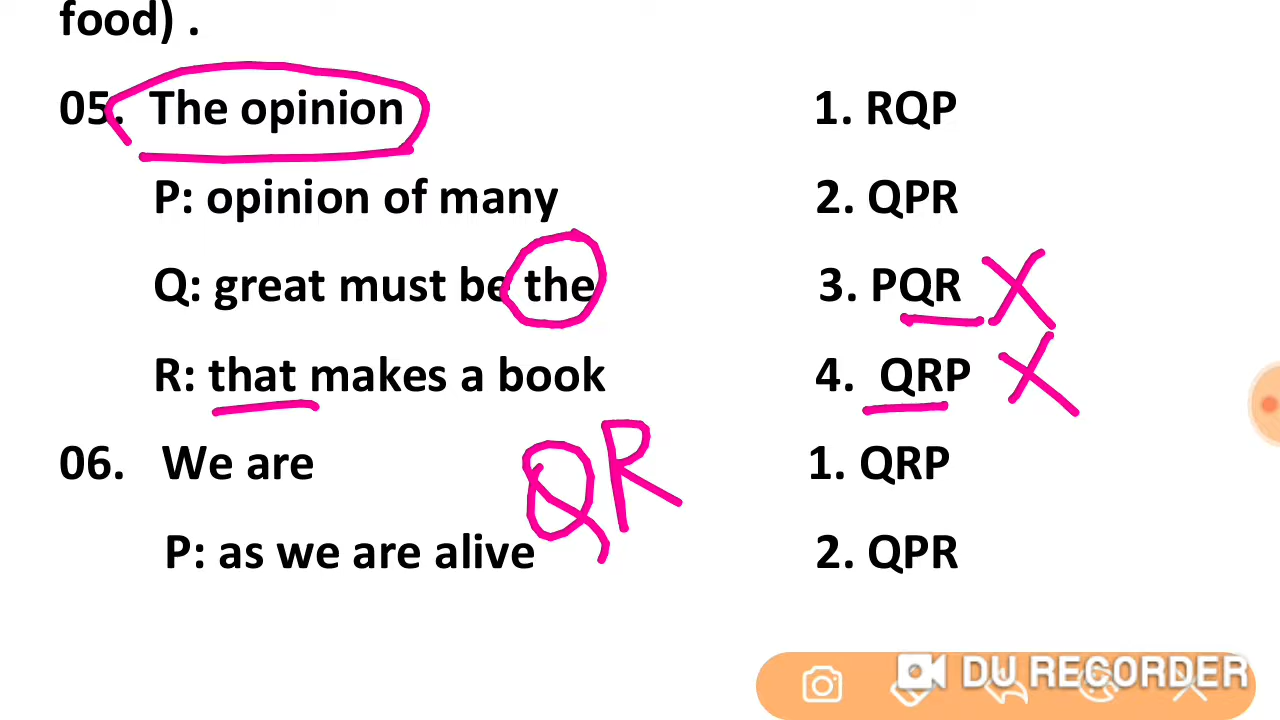 food) .
05. The opinion 1. RQP
P: opinion of many 2. QPR
Q: great must be the 3. PQR X
R: that makes a book 4. QRP X
06. We are QR 1. QRP
P: as we are alive 2. QPR
DU RECORDER